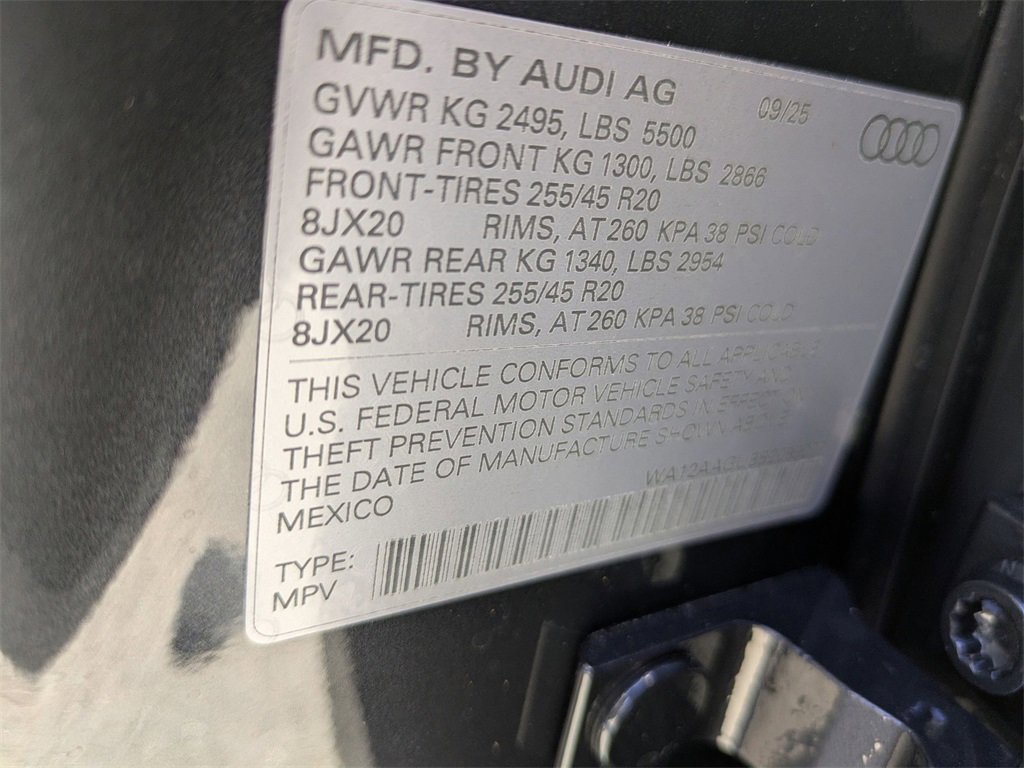 MFD. BY AUDI AG 09/25
GVWR KG 2495, LBS 5500
GAWR FRONT KG 1300, LBS 2866
FRONT-TIRES 255/45 R20
8JX20 RIMS, AT 260 KPA 38 PSI COLD
GAWR REAR KG 1340, LBS 2954
REAR-TIRES 255/45 R20
8JX20 RIMS, AT 260 KPA 38 PSI COLD
THIS VEHICLE CONFORMS TO ALL APPLICABLE
U.S. FEDERAL MOTOR VEHICLE SAFETY AND
THEFT PREVENTION STANDARDS IN EFFECT ON
THE DATE OF MANUFACTURE SHOWN ABOVE
MEXICO
TYPE:
MPV